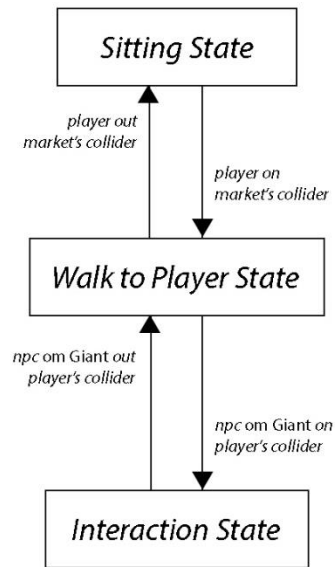 Sitting State
player out
market's collider
player on
market's collider
Walk to Player State
npc om Giant out
player's collider
npc om Giant on
player's collider
Interaction State